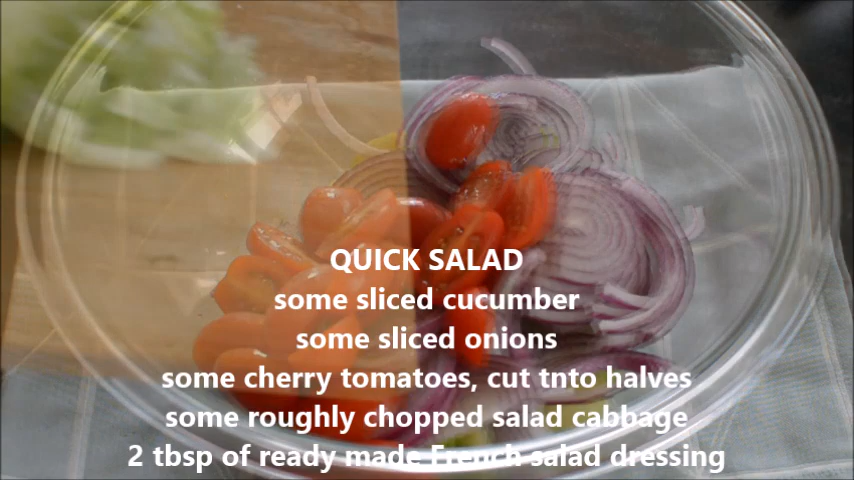 QUICK SALAD
some sliced cucumber
some sliced onions
some cherry tomatoes, cut tnto halves
some roughly chopped salad cabbage
2 tbsp of ready made French salad dressing